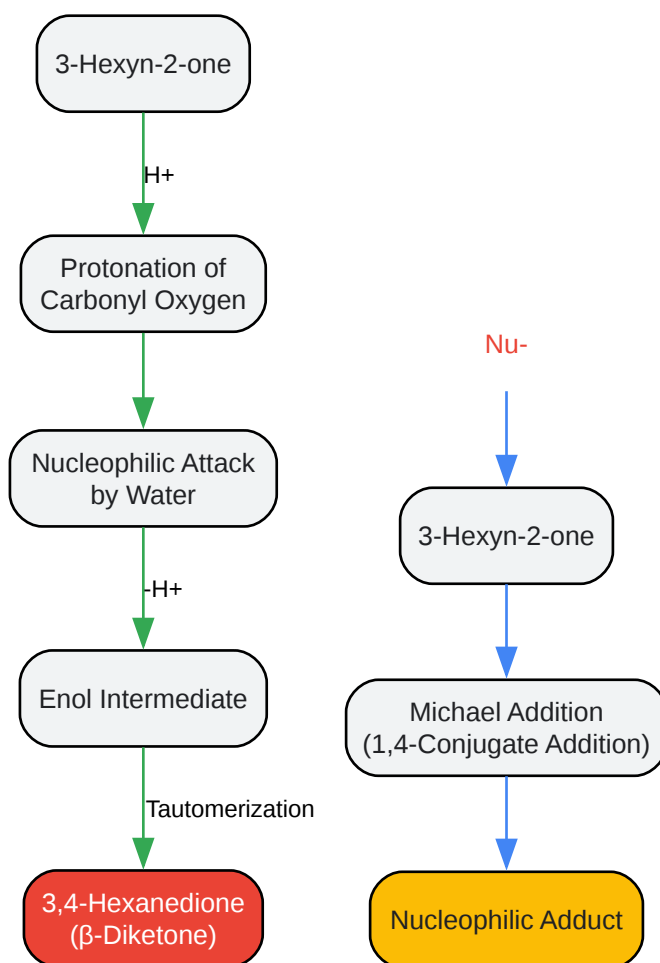 3-Hexyn-2-one
H+
Protonation of
Carbonyl Oxygen
Nucleophilic Attack
by Water
-H+
Enol Intermediate
Tautomerization
3,4-Hexanedione
(β-Diketone)
Nu-
3-Hexyn-2-one
Michael Addition
(1,4-Conjugate Addition)
Nucleophilic Adduct